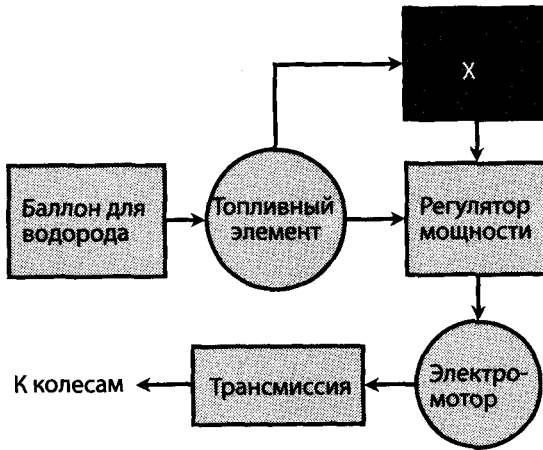 X
Баллон для
водорода
Топливный
элемент
Регулятор
мощности
К колесам
Трансмиссия
Электро-
мотор